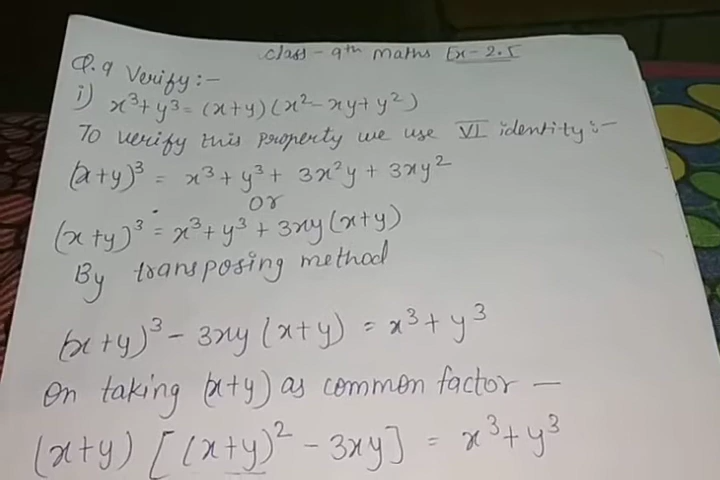 class - 9th maths Ex - 2.5
Q.9 Verify :-
i) x³ + y³ = (x+y) (x² - xy + y²)
To verify this property we use VI identity :-
(x+y)³ = x³ + y³ + 3x²y + 3xy²
or
(x+y)³ = x³ + y³ + 3xy (x+y)
By transposing method
(x+y)³ - 3xy (x+y) = x³ + y³
On taking (x+y) as common factor —
(x+y) [(x+y)² - 3xy] = x³ + y³